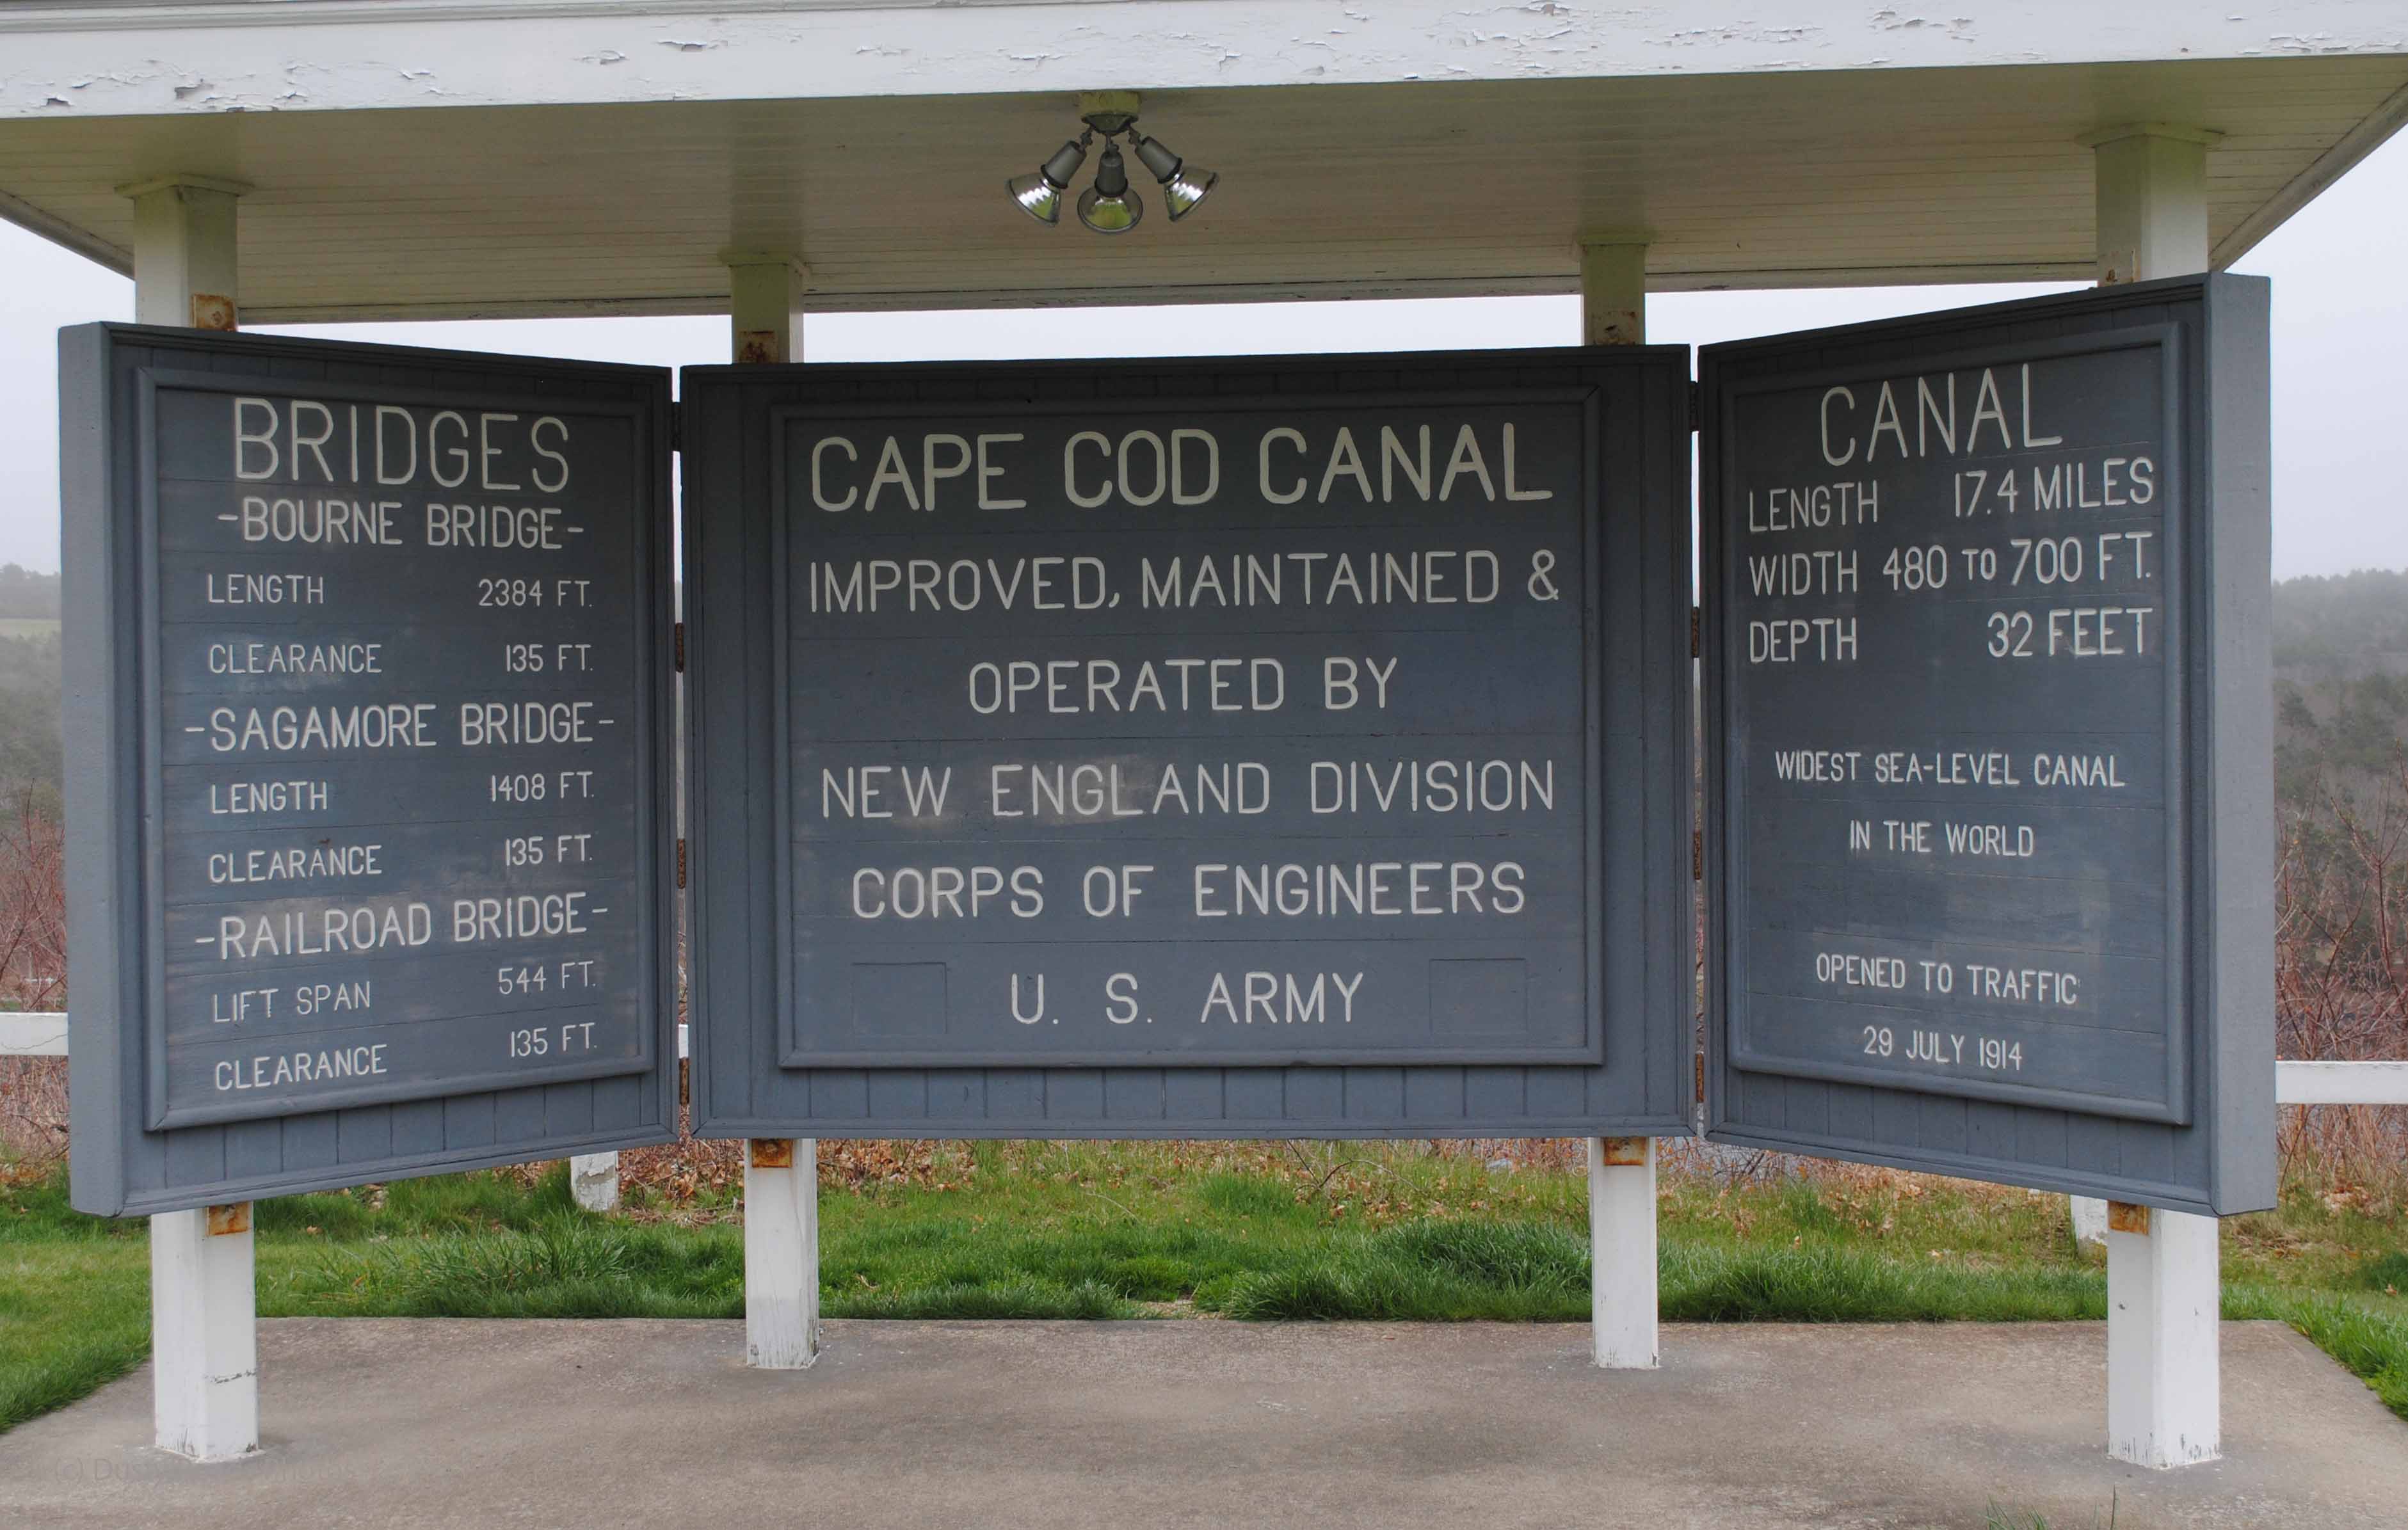 BRIDGES
-BOURNE BRIDGE-
LENGTH 2384 FT.
CLEARANCE 135 FT.
-SAGAMORE BRIDGE-
LENGTH 1408 FT.
CLEARANCE 135 FT.
-RAILROAD BRIDGE-
LIFT SPAN 544 FT.
CLEARANCE 135 FT.
CAPE COD CANAL
IMPROVED, MAINTAINED &
OPERATED BY
NEW ENGLAND DIVISION
CORPS OF ENGINEERS
U. S. ARMY
CANAL
LENGTH 17.4 MILES
WIDTH 480 TO 700 FT.
DEPTH 32 FEET
WIDEST SEA-LEVEL CANAL
IN THE WORLD
OPENED TO TRAFFIC
29 JULY 1914
(c)